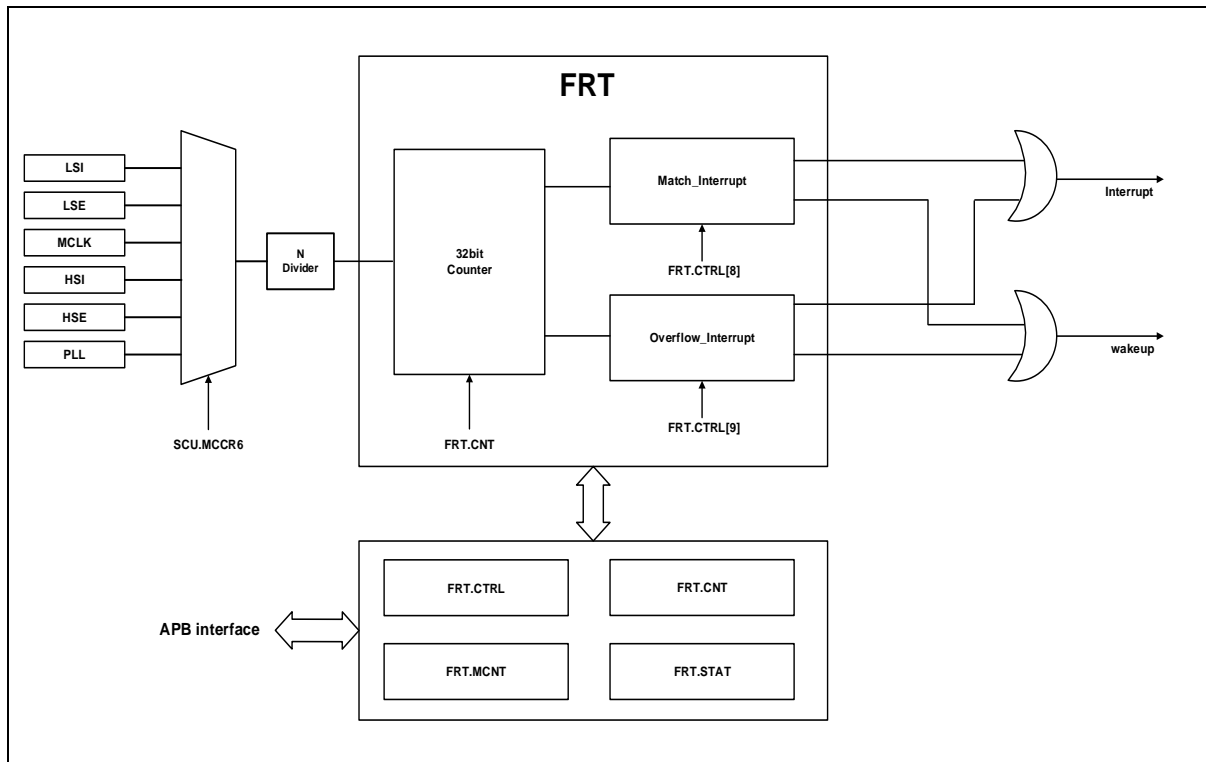 FRT
LSI
LSE
MCLK
HSI
HSE
PLL
SCU.MCCR6
N
Divider
32bit
Counter
FRT.CNT
Match_Interrupt
FRT.CTRL[8]
Overflow_Interrupt
FRT.CTRL[9]
Interrupt
wakeup
APB interface
FRT.CTRL
FRT.CNT
FRT.MCNT
FRT.STAT